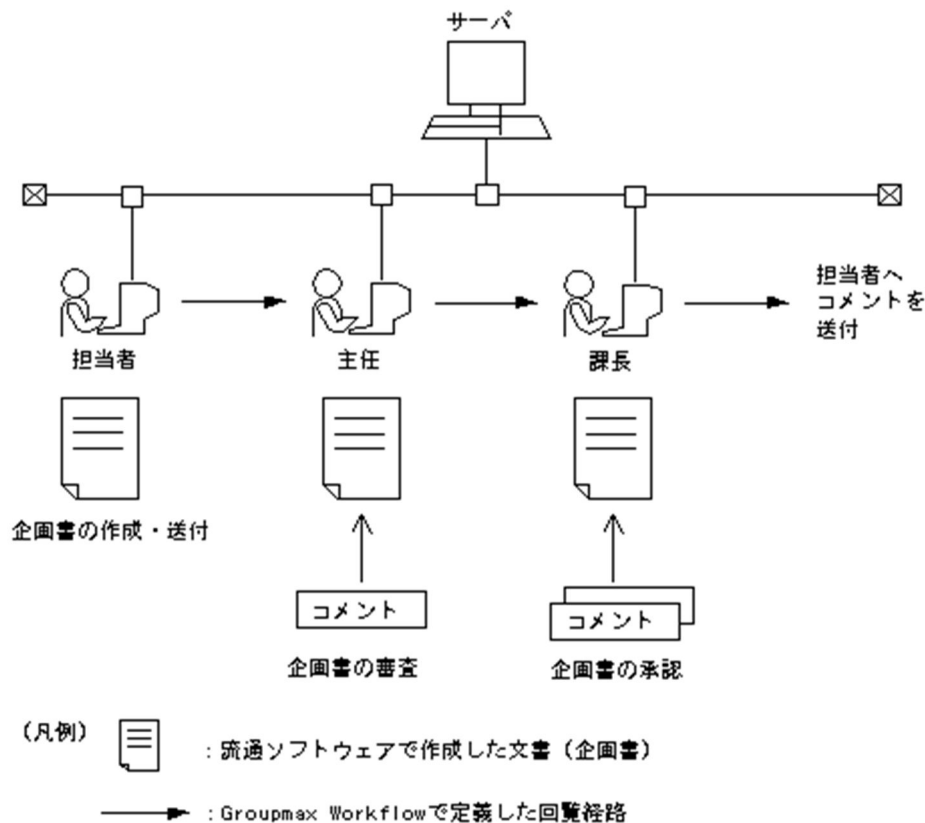 サーバ
担当者
主任
課長
担当者へ
コメントを
送付
企画書の作成・送付
コメント
コメント
企画書の審査
企画書の承認
(凡例)
:流通ソフトウェアで作成した文書(企画書)
:Groupmax Workflowで定義した回覧経路